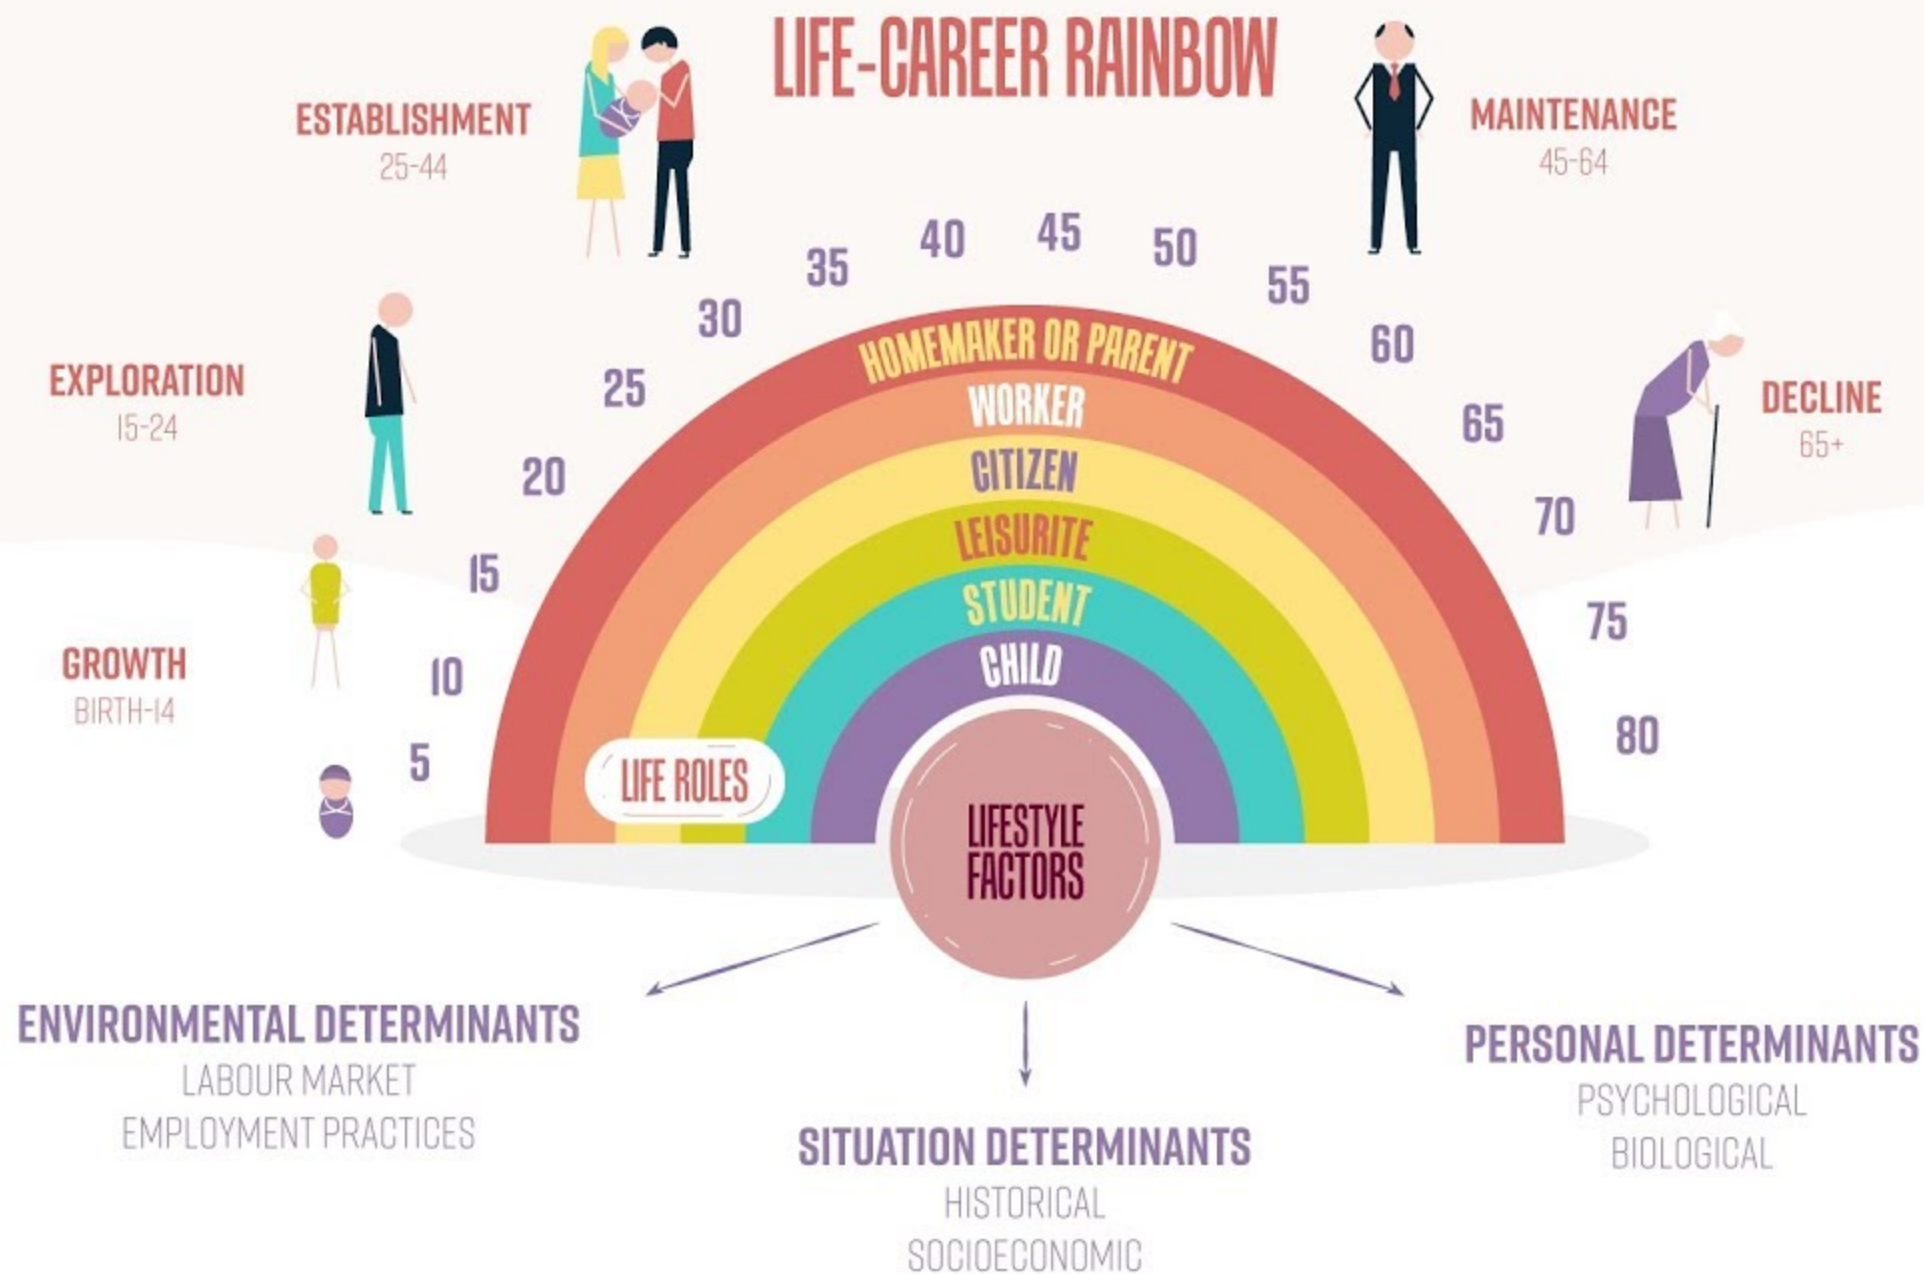 LIFE-CAREER RAINBOW
ESTABLISHMENT
25-44
MAINTENANCE
45-64
EXPLORATION
15-24
DECLINE
65+
GROWTH
BIRTH-14
5
10
15
20
25
30
35
40
45
50
55
60
65
70
75
80
HOMEMAKER OR PARENT
WORKER
CITIZEN
LEISURITE
STUDENT
CHILD
LIFE ROLES
LIFESTYLE
FACTORS
ENVIRONMENTAL DETERMINANTS
LABOUR MARKET
EMPLOYMENT PRACTICES
SITUATION DETERMINANTS
HISTORICAL
SOCIOECONOMIC
PERSONAL DETERMINANTS
PSYCHOLOGICAL
BIOLOGICAL